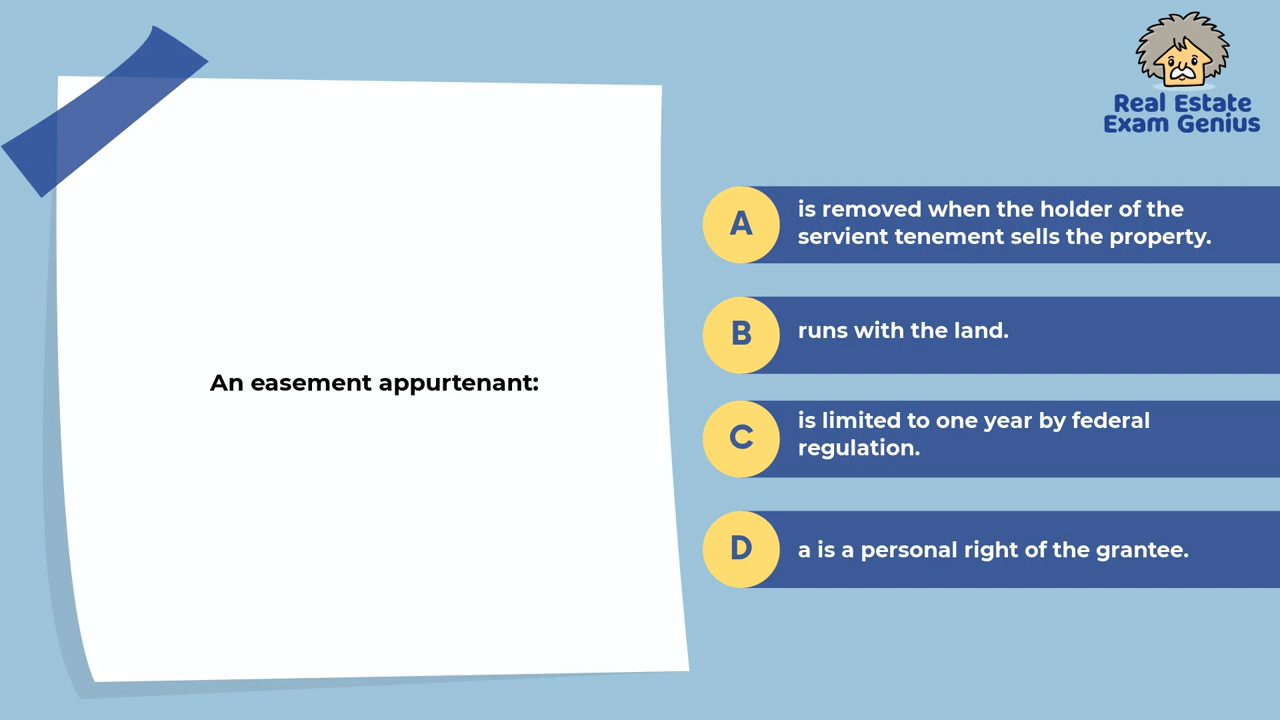 Real Estate
Exam Genius
An easement appurtenant:
A
is removed when the holder of the
servient tenement sells the property.
B
runs with the land.
C
is limited to one year by federal
regulation.
D
a is a personal right of the grantee.